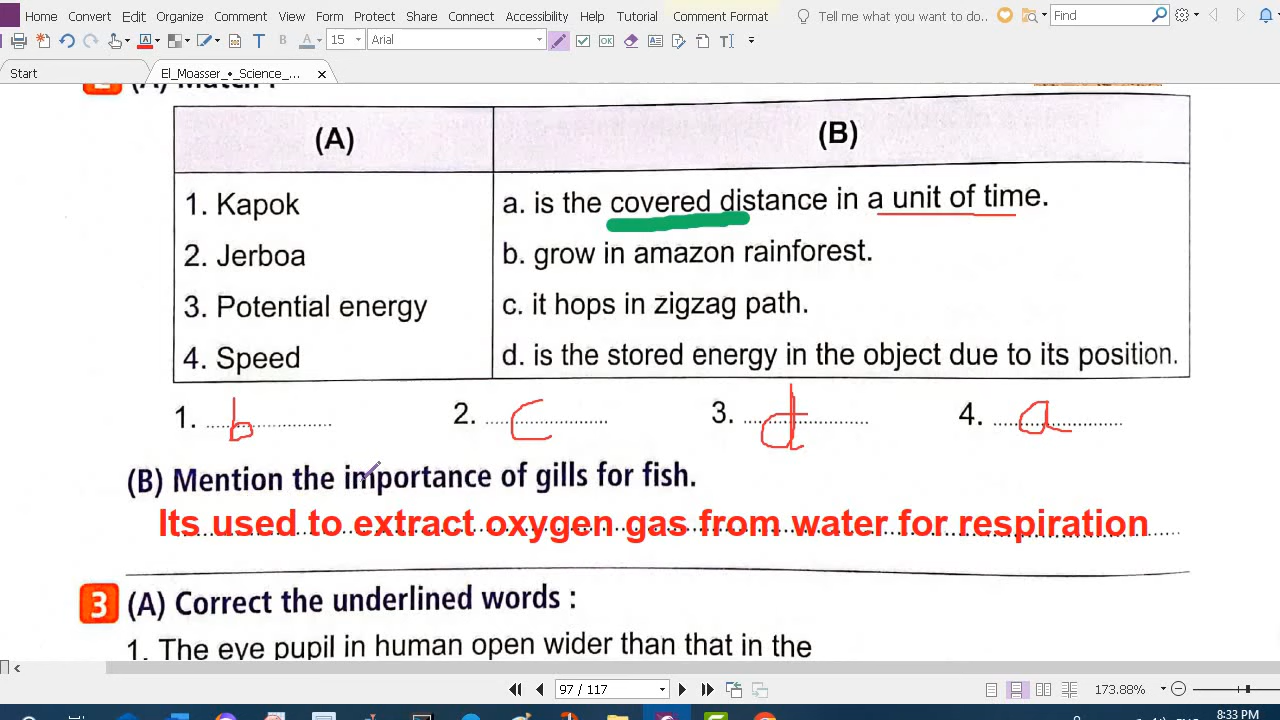 Home Convert Edit Organize Comment View Form Protect Share Connect Accessibility Help Tutorial Format Tell me what you want to do.. Find
15 Arial
Start El_Moasser_•_Science_...
(A) Match :
(A) (B)
1. Kapok a. is the covered distance in a unit of time.
2. Jerboa b. grow in amazon rainforest.
3. Potential energy c. it hops in zigzag path.
4. Speed d. is the stored energy in the object due to its position.
1. b 2. c 3. d 4. a
(B) Mention the importance of gills for fish.
Its used to extract oxygen gas from water for respiration
3 (A) Correct the underlined words :
1. The eye pupil in human open wider than that in the
97 / 117 173.88%
8:33 PM